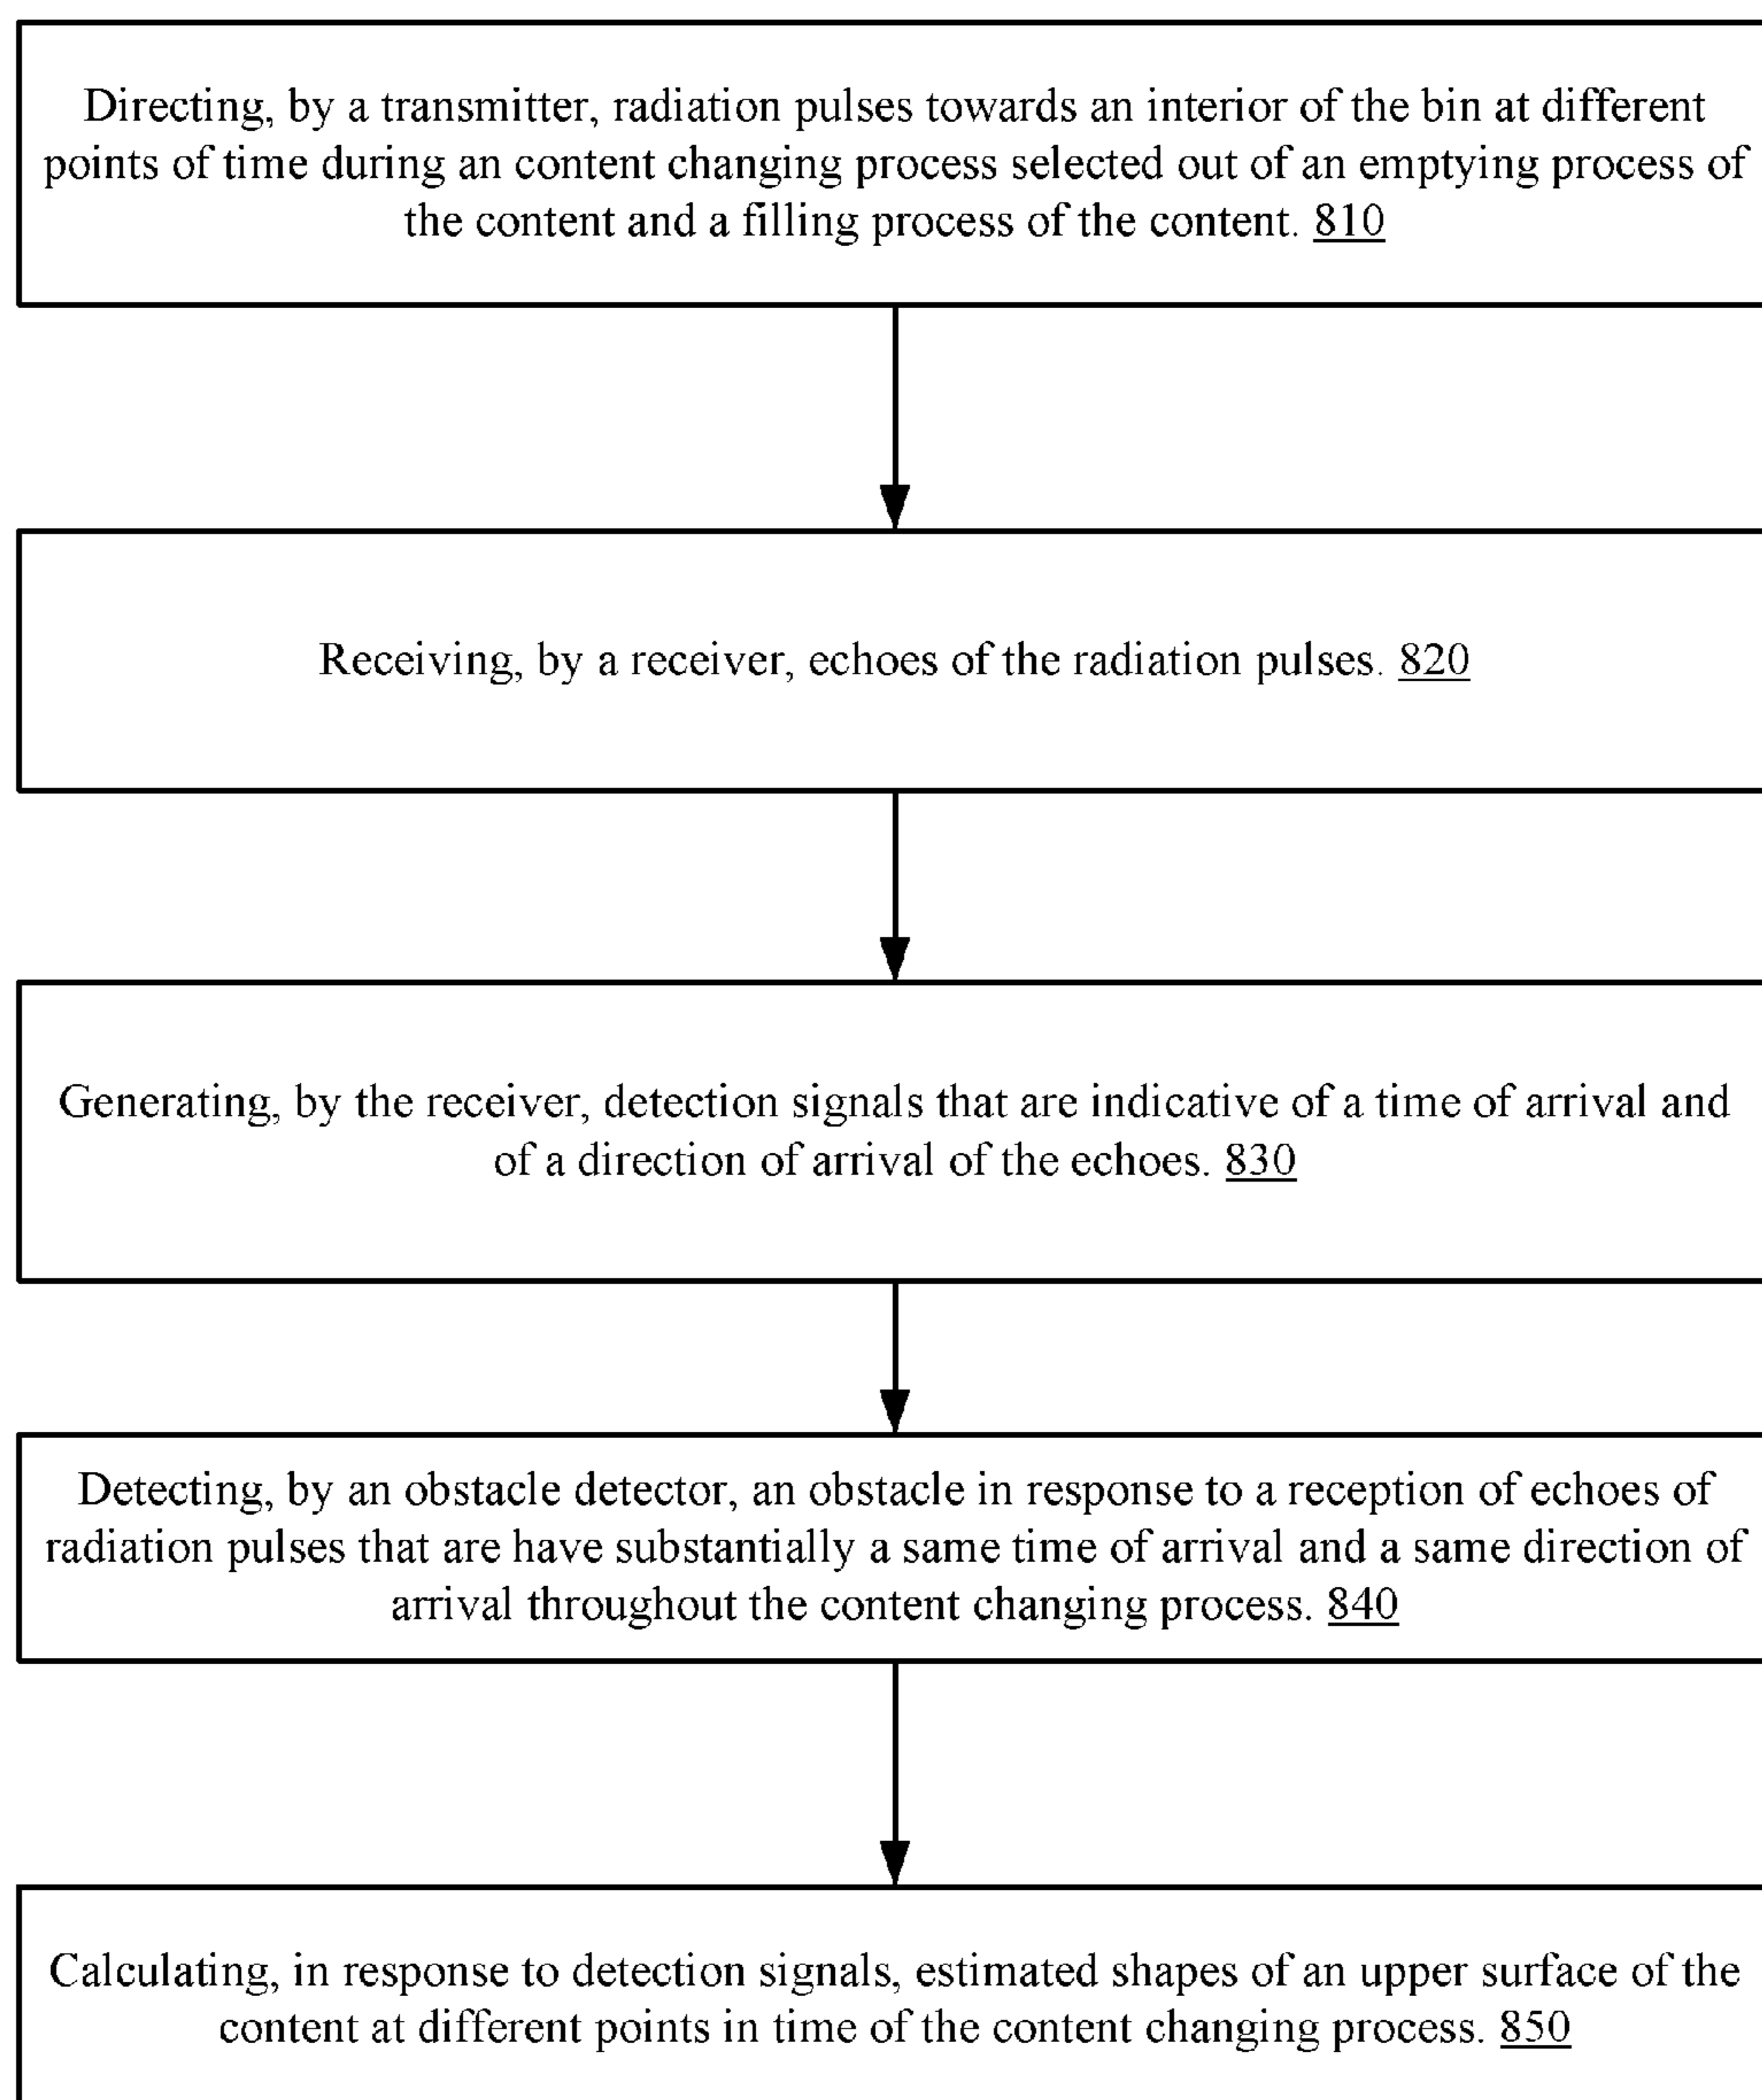 Directing, by a transmitter, radiation pulses towards an interior of the bin at different
points of time during an content changing process selected out of an emptying process of
the content and a filling process of the content. 810
Receiving, by a receiver, echoes of the radiation pulses. 820
Generating, by the receiver, detection signals that are indicative of a time of arrival and
of a direction of arrival of the echoes. 830
Detecting, by an obstacle detector, an obstacle in response to a reception of echoes of
radiation pulses that are have substantially a same time of arrival and a same direction of
arrival throughout the content changing process. 840
Calculating, in response to detection signals, estimated shapes of an upper surface of the
content at different points in time of the content changing process. 850